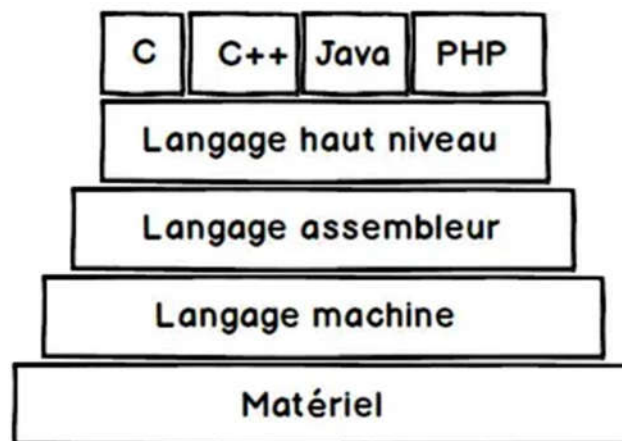 C C++ Java PHP
Langage haut niveau
Langage assembleur
Langage machine
Matériel